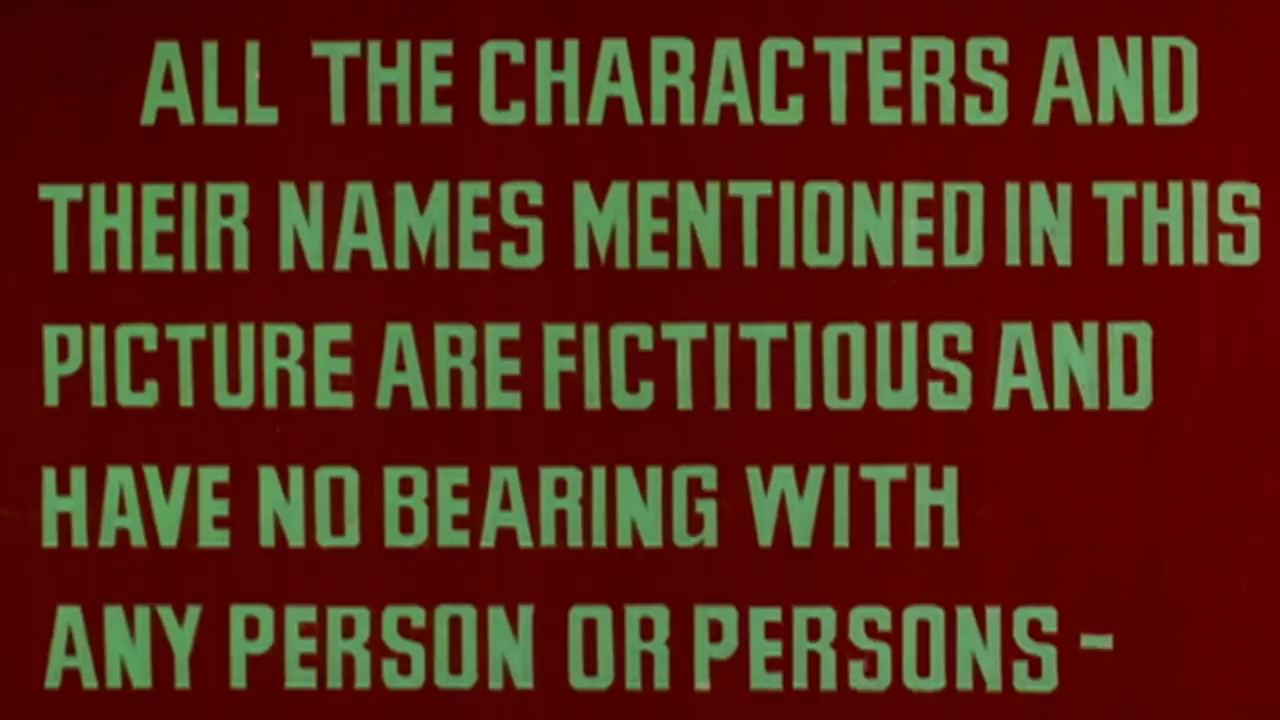 ALL THE CHARACTERS AND
THEIR NAMES MENTIONED IN THIS
PICTURE ARE FICTITIOUS AND
HAVE NO BEARING WITH
ANY PERSON OR PERSONS -